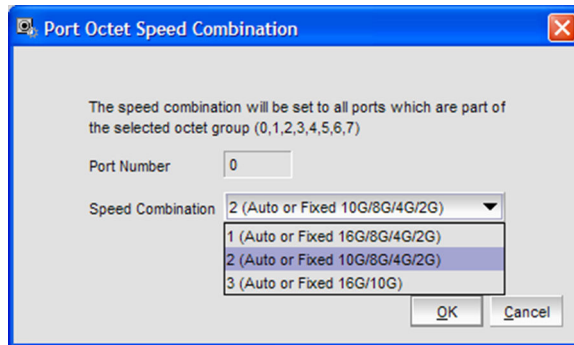 Port Octet Speed Combination
The speed combination will be set to all ports which are part of
the selected octet group (0,1,2,3,4,5,6,7)
Port Number 0
Speed Combination 2 (Auto or Fixed 10G/8G/4G/2G)
1 (Auto or Fixed 16G/8G/4G/2G)
2 (Auto or Fixed 10G/8G/4G/2G)
3 (Auto or Fixed 16G/10G)
OK Cancel